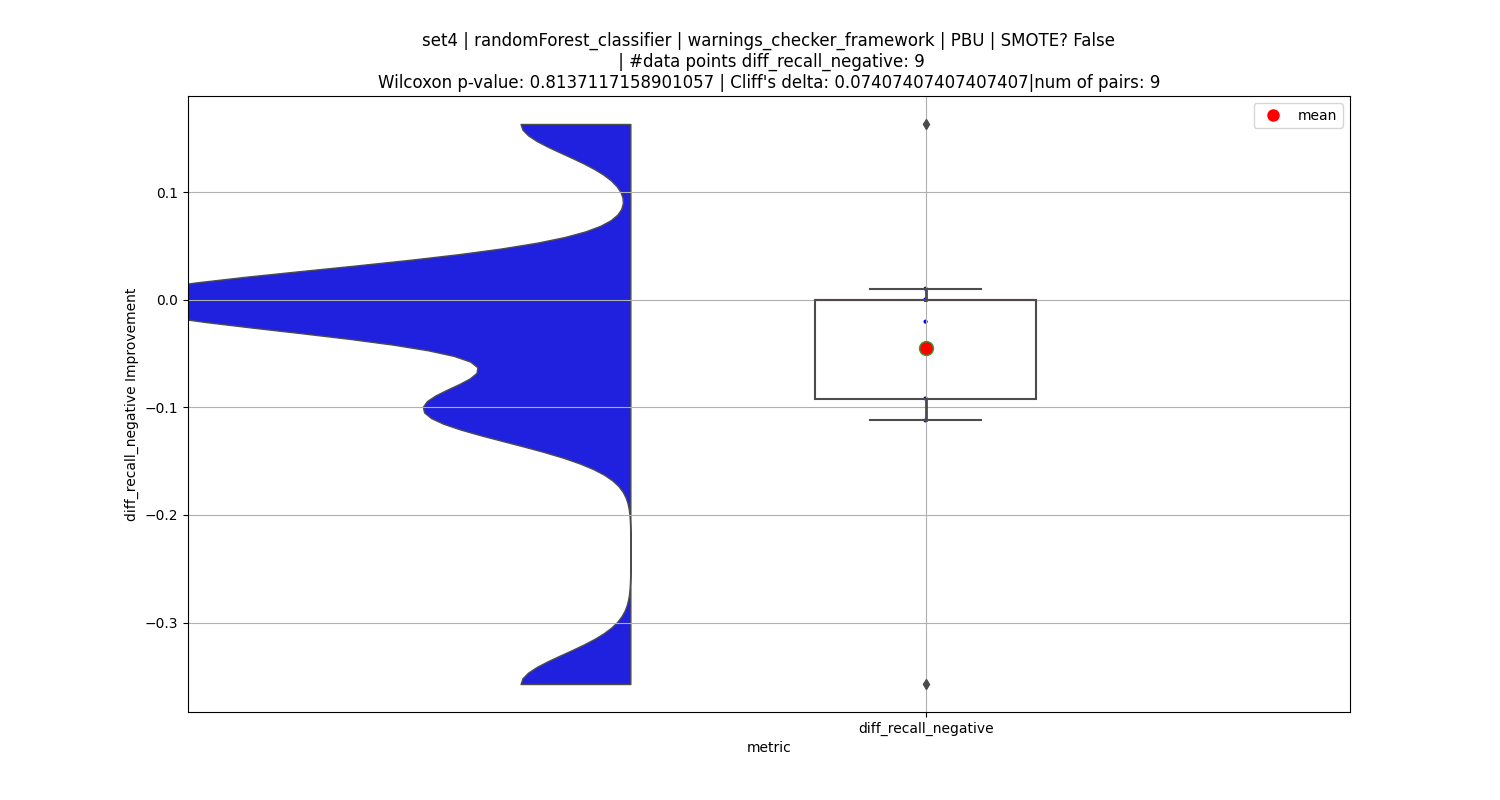 set4 | randomForest_classifier | warnings_checker_framework | PBU | SMOTE? False
| #data points diff_recall_negative: 9
Wilcoxon p-value: 0.8137117158901057 | Cliff's delta: 0.07407407407407407|num of pairs: 9
mean
0.1
0.0
−0.1
−0.2
−0.3
diff_recall_negative Improvement
diff_recall_negative
metric